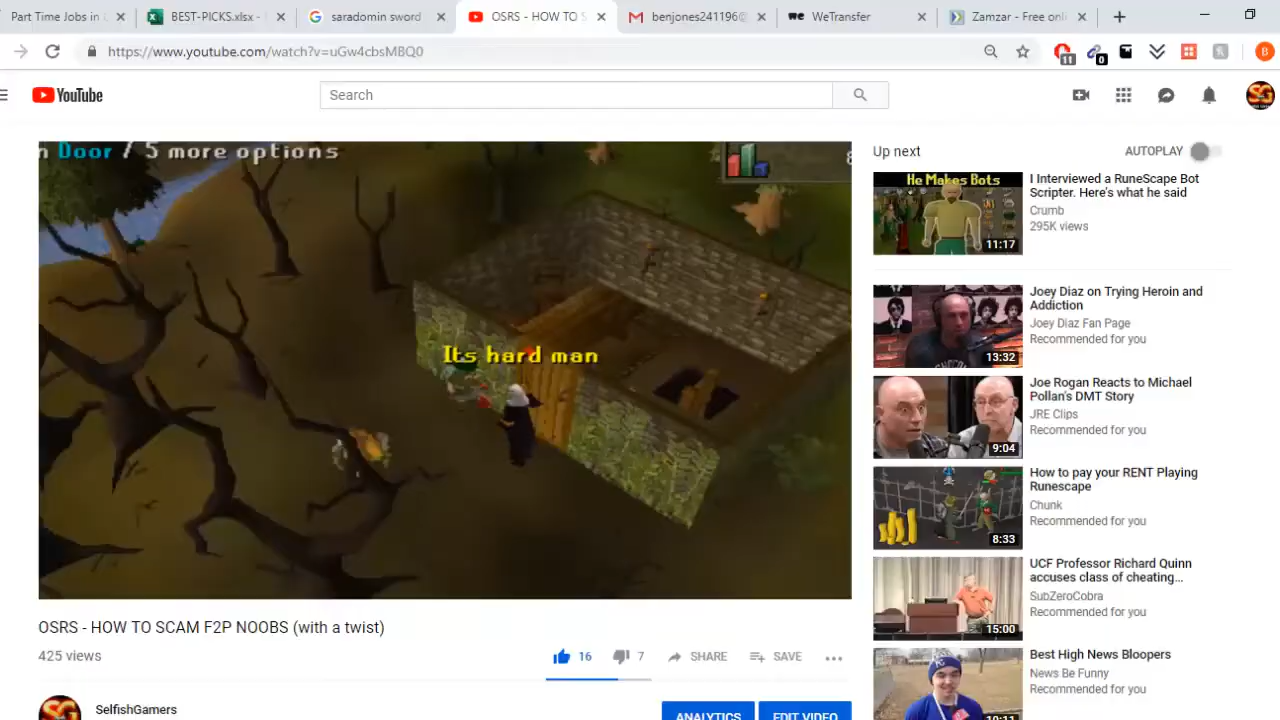 Part Time Jobs in
BEST-PICKS.xlsx -
saradomin sword
OSRS - HOW TO S
benjones241196@
WeTransfer
Zamzar - Free onli
https://www.youtube.com/watch?v=uGw4cbsMBQ0
11
0
B
YouTube
Search
SG
n Door / 5 more options
Its hard man
OSRS - HOW TO SCAM F2P NOOBS (with a twist)
425 views
16
7
SHARE
SAVE
SG
SelfishGamers
ANALYTICS
EDIT VIDEO
Up next
AUTOPLAY
He Makes Bots
11:17
I Interviewed a RuneScape Bot
Scripter. Here's what he said
Crumb
295K views
13:32
Joey Diaz on Trying Heroin and
Addiction
Joey Diaz Fan Page
Recommended for you
9:04
Joe Rogan Reacts to Michael
Pollan's DMT Story
JRE Clips
Recommended for you
8:33
How to pay your RENT Playing
Runescape
Chunk
Recommended for you
15:00
UCF Professor Richard Quinn
accuses class of cheating...
SubZeroCobra
Recommended for you
10:11
Best High News Bloopers
News Be Funny
Recommended for you